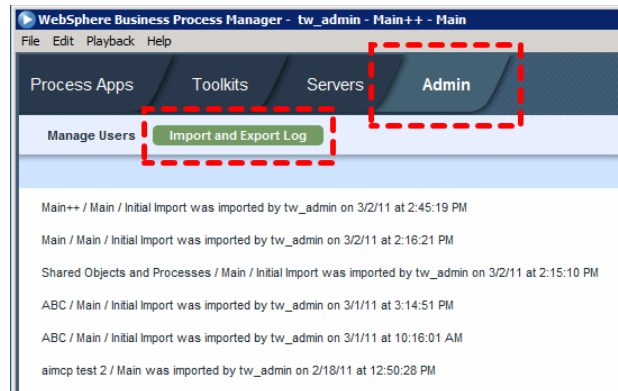 WebSphere Business Process Manager - tw_admin - Main++ - Main
File Edit Playback Help
Process Apps Toolkits Servers Admin
Manage Users Import and Export Log
Main++ / Main / Initial Import was imported by tw_admin on 3/2/11 at 2:45:19 PM
Main / Main / Initial Import was imported by tw_admin on 3/2/11 at 2:16:21 PM
Shared Objects and Processes / Main / Initial Import was imported by tw_admin on 3/2/11 at 2:15:10 PM
ABC / Main / Initial Import was imported by tw_admin on 3/1/11 at 3:14:51 PM
ABC / Main / Initial Import was imported by tw_admin on 3/1/11 at 10:16:01 AM
aimcp test 2 / Main was imported by tw_admin on 2/18/11 at 12:50:28 PM